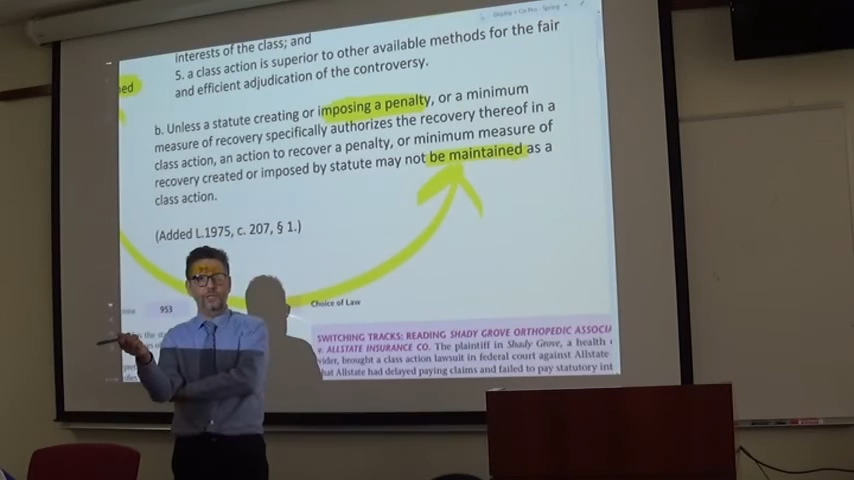 interests of the class; and
5. a class action is superior to other available methods for the fair
and efficient adjudication of the controversy.
b. Unless a statute creating or imposing a penalty, or a minimum
measure of recovery specifically authorizes the recovery thereof in a
class action, an action to recover a penalty, or minimum measure of
recovery created or imposed by statute may not be maintained as a
class action.
(Added L.1975, c. 207, § 1.)
953
Choice of Law
SWITCHING TRACKS: READING SHADY GROVE ORTHOPEDIC ASSOCI
v. ALLSTATE INSURANCE CO. The plaintiff in Shady Grove, a health
vider, brought a class action lawsuit in federal court against Allstate
hat Allstate had delayed paying claims and failed to pay statutory int